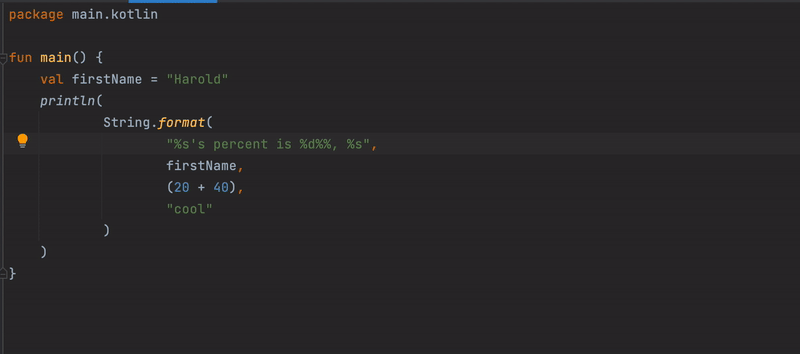 package main.kotlin
fun main() {
val firstName = "Harold"
println(
String.format(
"%s's percent is %d%%, %s",
firstName,
(20 + 40),
"cool"
)
)
}